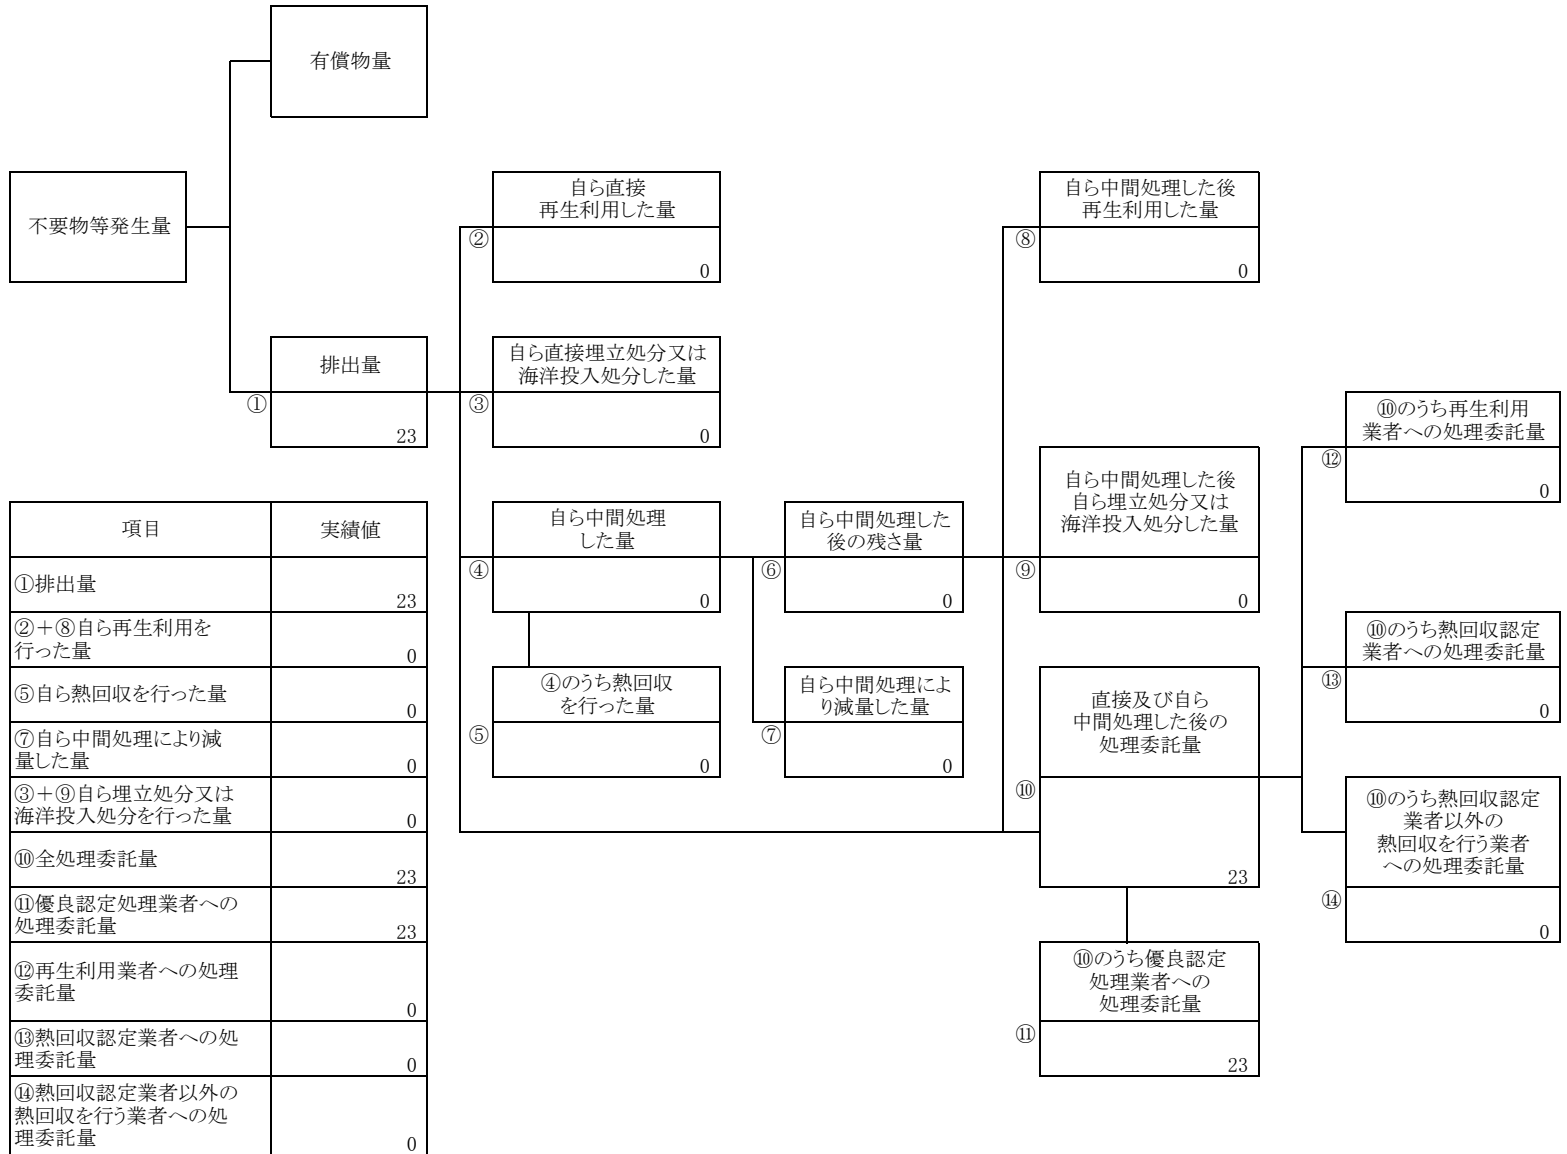 有償物量
不要物等発生量
自ら直接
再生利用した量
②
0
自ら中間処理した後
再生利用した量
⑧
0
排出量
①
23
自ら直接埋立処分又は
海洋投入処分した量
③
0
⑩のうち再生利用
業者への処理委託量
⑫
0
自ら中間処理
した量
④
0
自ら中間処理した
後の残さ量
⑥
0
自ら中間処理した後
自ら埋立処分又は
海洋投入処分した量
⑨
0
⑩のうち熱回収認定
業者への処理委託量
⑬
0
④のうち熱回収
を行った量
⑤
0
自ら中間処理によ
り減量した量
⑦
0
直接及び自ら
中間処理した後の
処理委託量
⑩
23
⑩のうち熱回収認定
業者以外の
熱回収を行う業者
への処理委託量
⑭
0
⑩のうち優良認定
処理業者への
処理委託量
⑪
23
項目 実績値
①排出量
23
②＋⑧自ら再生利用を
行った量
0
⑤自ら熱回収を行った量
0
⑦自ら中間処理により減
量した量
0
③＋⑨自ら埋立処分又は
海洋投入処分を行った量
0
⑩全処理委託量
23
⑪優良認定処理業者への
処理委託量
23
⑫再生利用業者への処理
委託量
0
⑬熱回収認定業者への処
理委託量
0
⑭熱回収認定業者以外の
熱回収を行う業者への処
理委託量
0